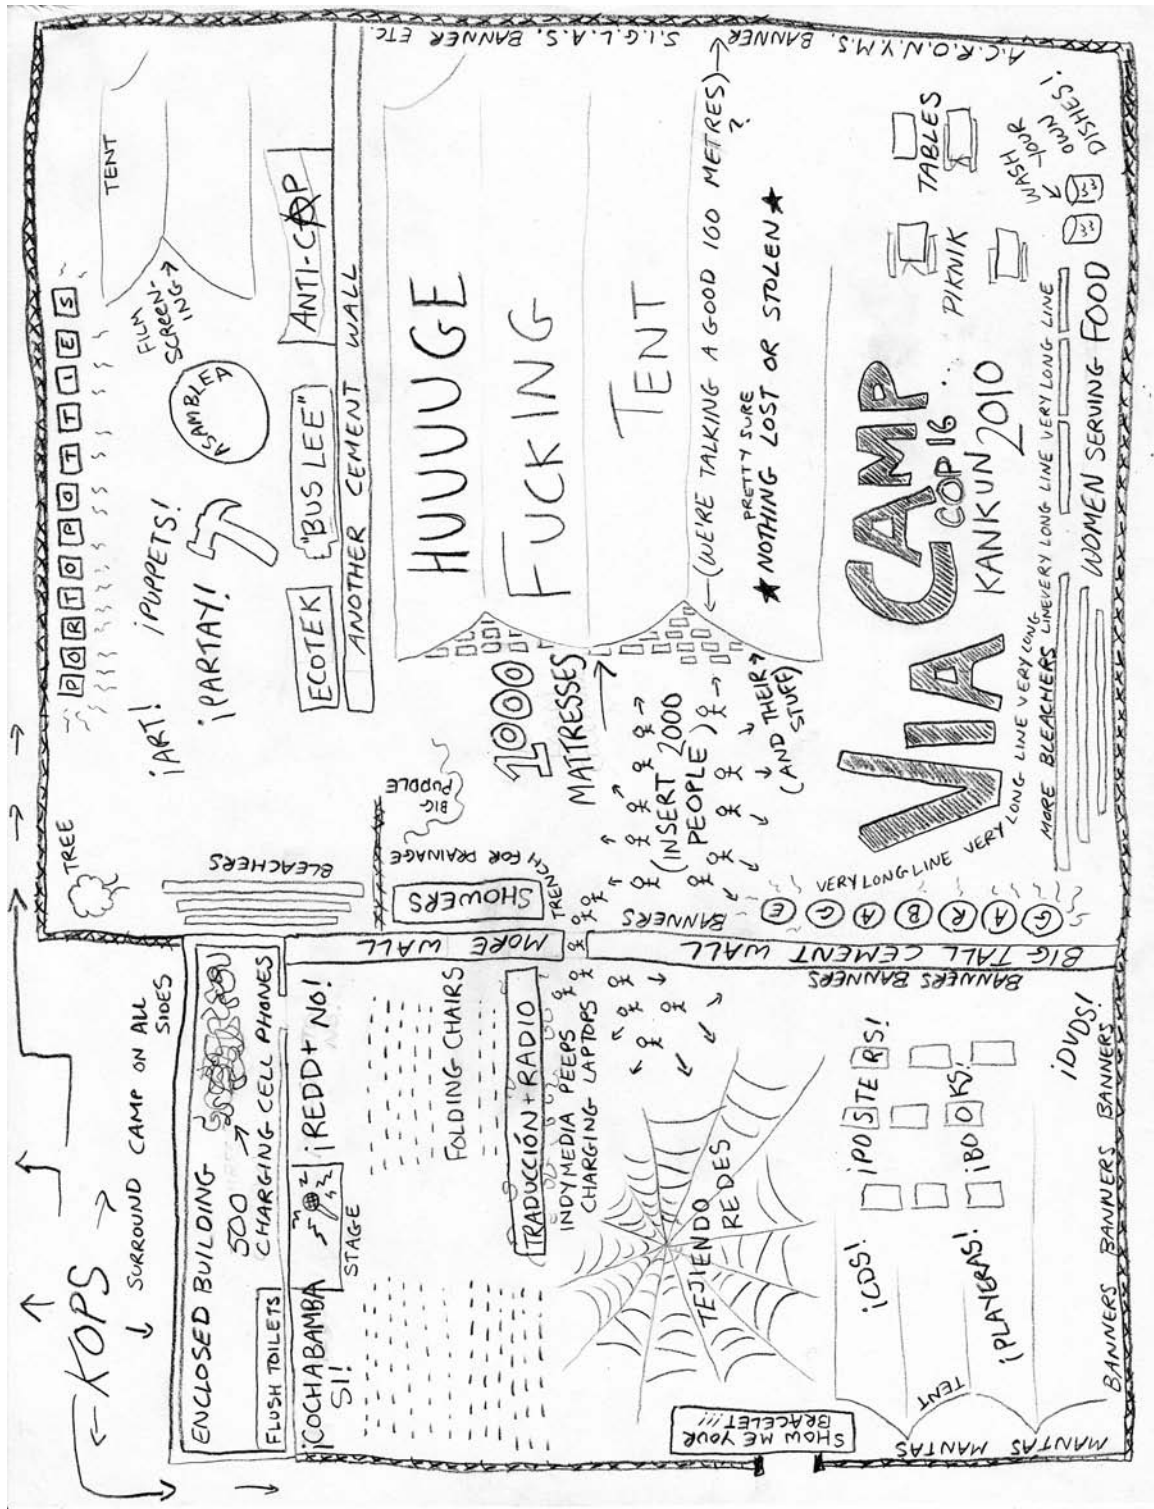 ← KOPS →
SURROUND CAMP ON ALL SIDES
ENCLOSED BUILDING
500 →
CHARGING CELL PHONES
FLUSH TOILETS
¡COCHABAMBA SI!
STAGE
¡REDD+ NO!
FOLDING CHAIRS
TRADUCCIÓN + RADIO
INDYMEDIA PEEPS
CHARGING LAPTOPS
TEJIENDO REDES
SHOW ME YOUR
BRACELET!!!
¡CDS!
¡POSTERS!
¡PLAYERAS!
¡BOOKS!
¡DVDS!
TENT
MANTAS MANTAS
BANNERS BANNERS BANNERS BANNERS
BANNERS BANNERS
MORE WALL
BIG TALL CEMENT WALL
TREE
PORTOPOTTIES
TENT
FILM
SCREEN-
ING →
¡ART!
¡PUPPETS!
¡PARTAY!
ASAMBLEA
BLEACHERS
ECOTEK
"BUS LEE"
ANTI-CAP
ANOTHER CEMENT WALL
BIG
PUDDLE
SHOWERS
TRENCH FOR DRAINAGE
1000
MATTRESSES
HUUUUGE
FUCKING
TENT
← (WE'RE TALKING A GOOD 100 METRES) →
?
PRETTY SURE
★ NOTHING LOST OR STOLEN ★
(INSERT 2000
PEOPLE)
(AND THEIR
STUFF)
BANNERS
GARBAGE
VIA CAMP
COP 16...
KANKUN 2010
PIKNIK
TABLES
WASH
YOUR
OWN
DISHES!
VERY LONG LINE VERY LONG LINE VERY LONG LINE VERY LONG LINE VERY LONG LINE VERY LONG LINE
MORE BLEACHERS
WOMEN SERVING FOOD
A.C.R.O.N.Y.M.S. BANNER, S.I.G.L.A.S. BANNER ETC.